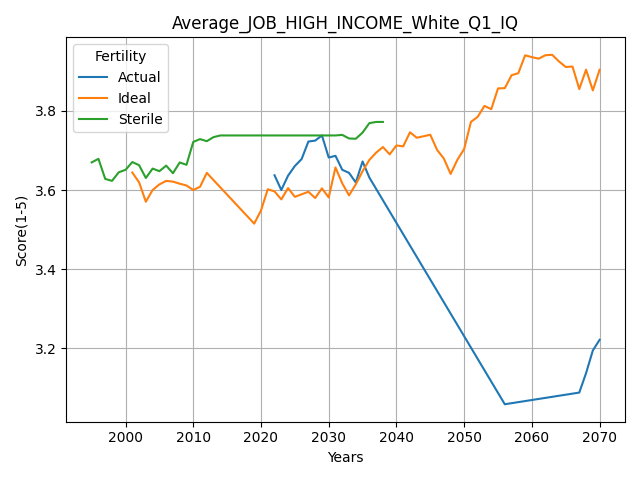 Average_JOB_HIGH_INCOME_White_Q1_IQ
Fertility
Actual
Ideal
Sterile
Score(1-5)
3.8
3.6
3.4
3.2
2000
2010
2020
2030
2040
2050
2060
2070
Years